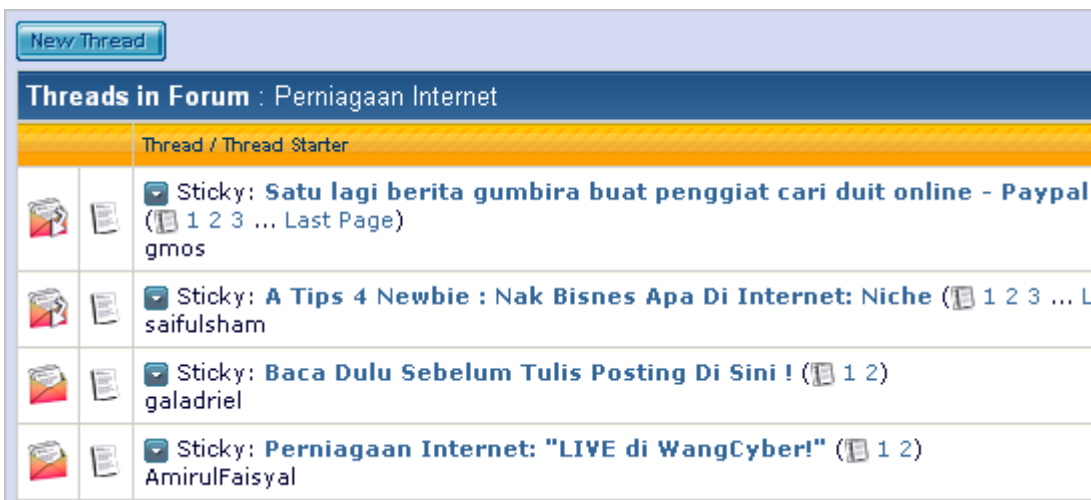 New Thread
Threads in Forum : Perniagaan Internet
Thread / Thread Starter
Sticky: Satu lagi berita gumbira buat penggiat cari duit online - Paypal
( 1 2 3 ... Last Page)
gmos
Sticky: A Tips 4 Newbie : Nak Bisnes Apa Di Internet: Niche ( 1 2 3 ... L
saifulsham
Sticky: Baca Dulu Sebelum Tulis Posting Di Sini ! ( 1 2)
galadriel
Sticky: Perniagaan Internet: "LIVE di WangCyber!" ( 1 2)
AmirulFaisyal